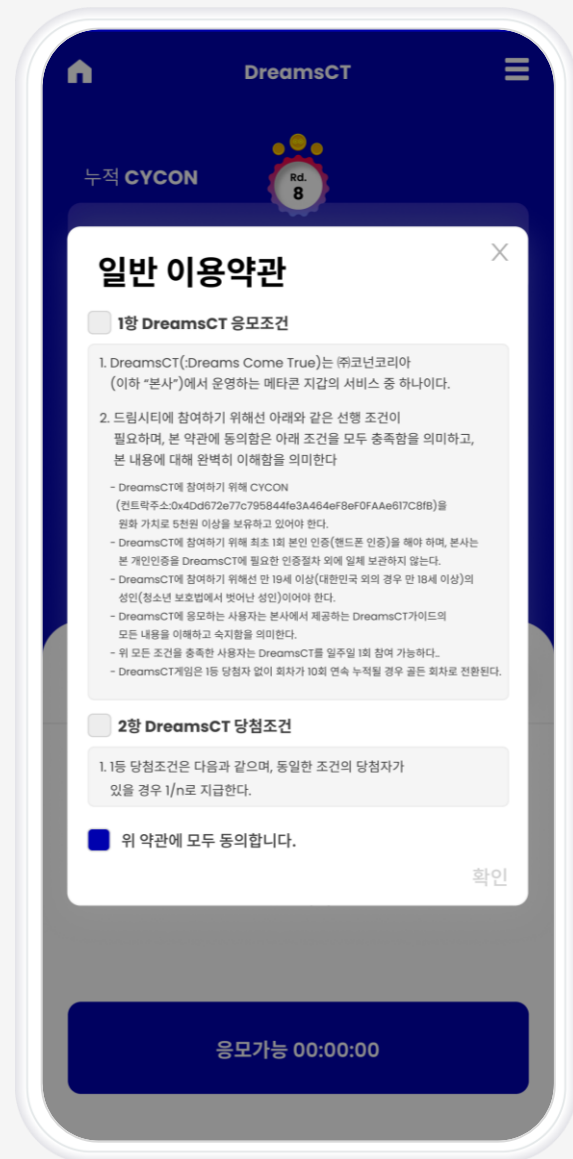 DreamsCT
누적 CYCON
Rd.
8
일반 이용약관
1항 DreamsCT 응모조건
1. DreamsCT(:Dreams Come True)는 ㈜코넌코리아
(이하 “본사”)에서 운영하는 메타콘 지갑의 서비스 중 하나이다.
2. 드림시티에 참여하기 위해선 아래와 같은 선행 조건이
필요하며, 본 약관에 동의함은 아래 조건을 모두 충족함을 의미하고,
본 내용에 대해 완벽히 이해함을 의미한다
- DreamsCT에 참여하기 위해 CYCON
(컨트락주소:0x4Dd672e77c795844fe3A464eF8eF0FAAe617C8fB)을
원화 가치로 5천원 이상을 보유하고 있어야 한다.
- DreamsCT에 참여하기 위해 최초 1회 본인 인증(핸드폰 인증)을 해야 하며, 본사는
본 개인인증을 DreamsCT에 필요한 인증절차 외에 일체 보관하지 않는다.
- DreamsCT에 참여하기 위해선 만 19세 이상(대한민국 외의 경우 만 18세 이상)의
성인(청소년 보호법에서 벗어난 성인)이어야 한다.
- DreamsCT에 응모하는 사용자는 본사에서 제공하는 DreamsCT가이드의
모든 내용을 이해하고 숙지함을 의미한다.
- 위 모든 조건을 충족한 사용자는 DreamsCT를 일주일 1회 참여 가능하다..
- DreamsCT게임은 1등 당첨자 없이 회차가 10회 연속 누적될 경우 골든 회차로 전환된다.
2항 DreamsCT 당첨조건
1. 1등 당첨조건은 다음과 같으며, 동일한 조건의 당첨자가
있을 경우 1/n로 지급한다.
위 약관에 모두 동의합니다.
확인
응모가능 00:00:00